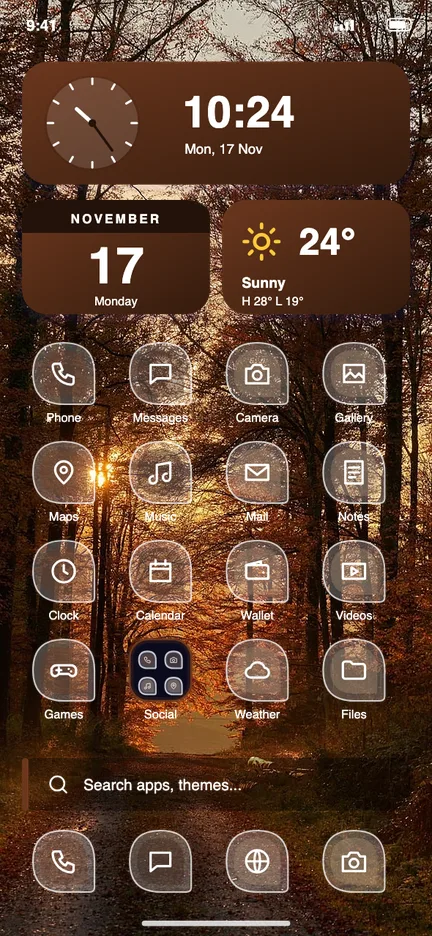 9:41
10:24
Mon, 17 Nov
NOVEMBER
17
Monday
24°
Sunny
H 28° L 19°
Phone Messages Camera Gallery
Maps Music Mail Notes
Clock Calendar Wallet Videos
Games Social Weather Files
Search apps, themes...